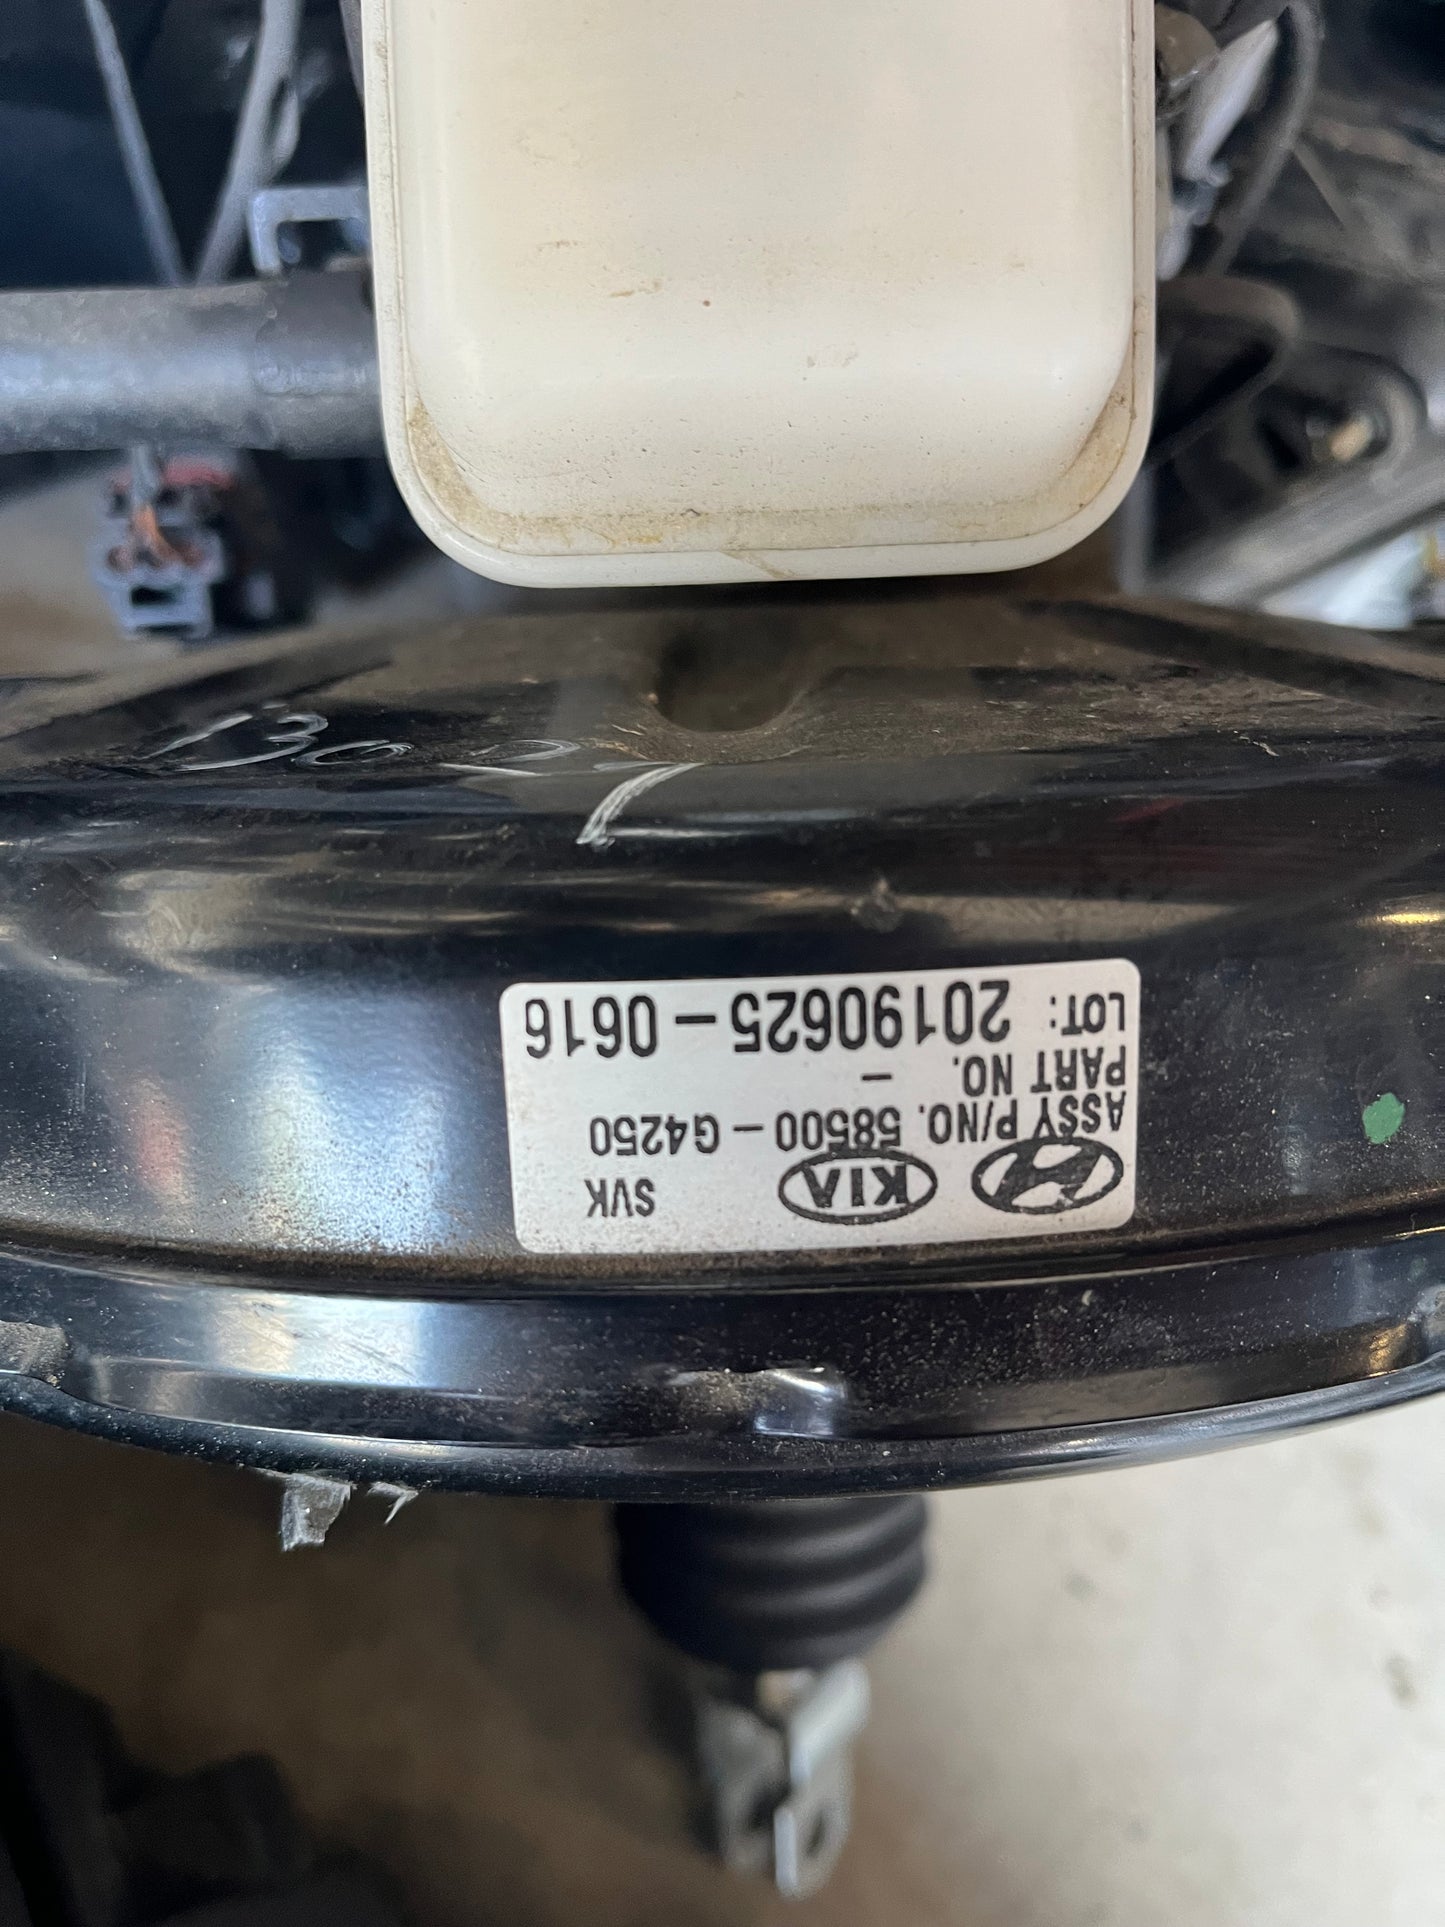 KIA SVK
ASSY P/NO. 58500-G4250
PART NO. -
LOT: 20190625-0616